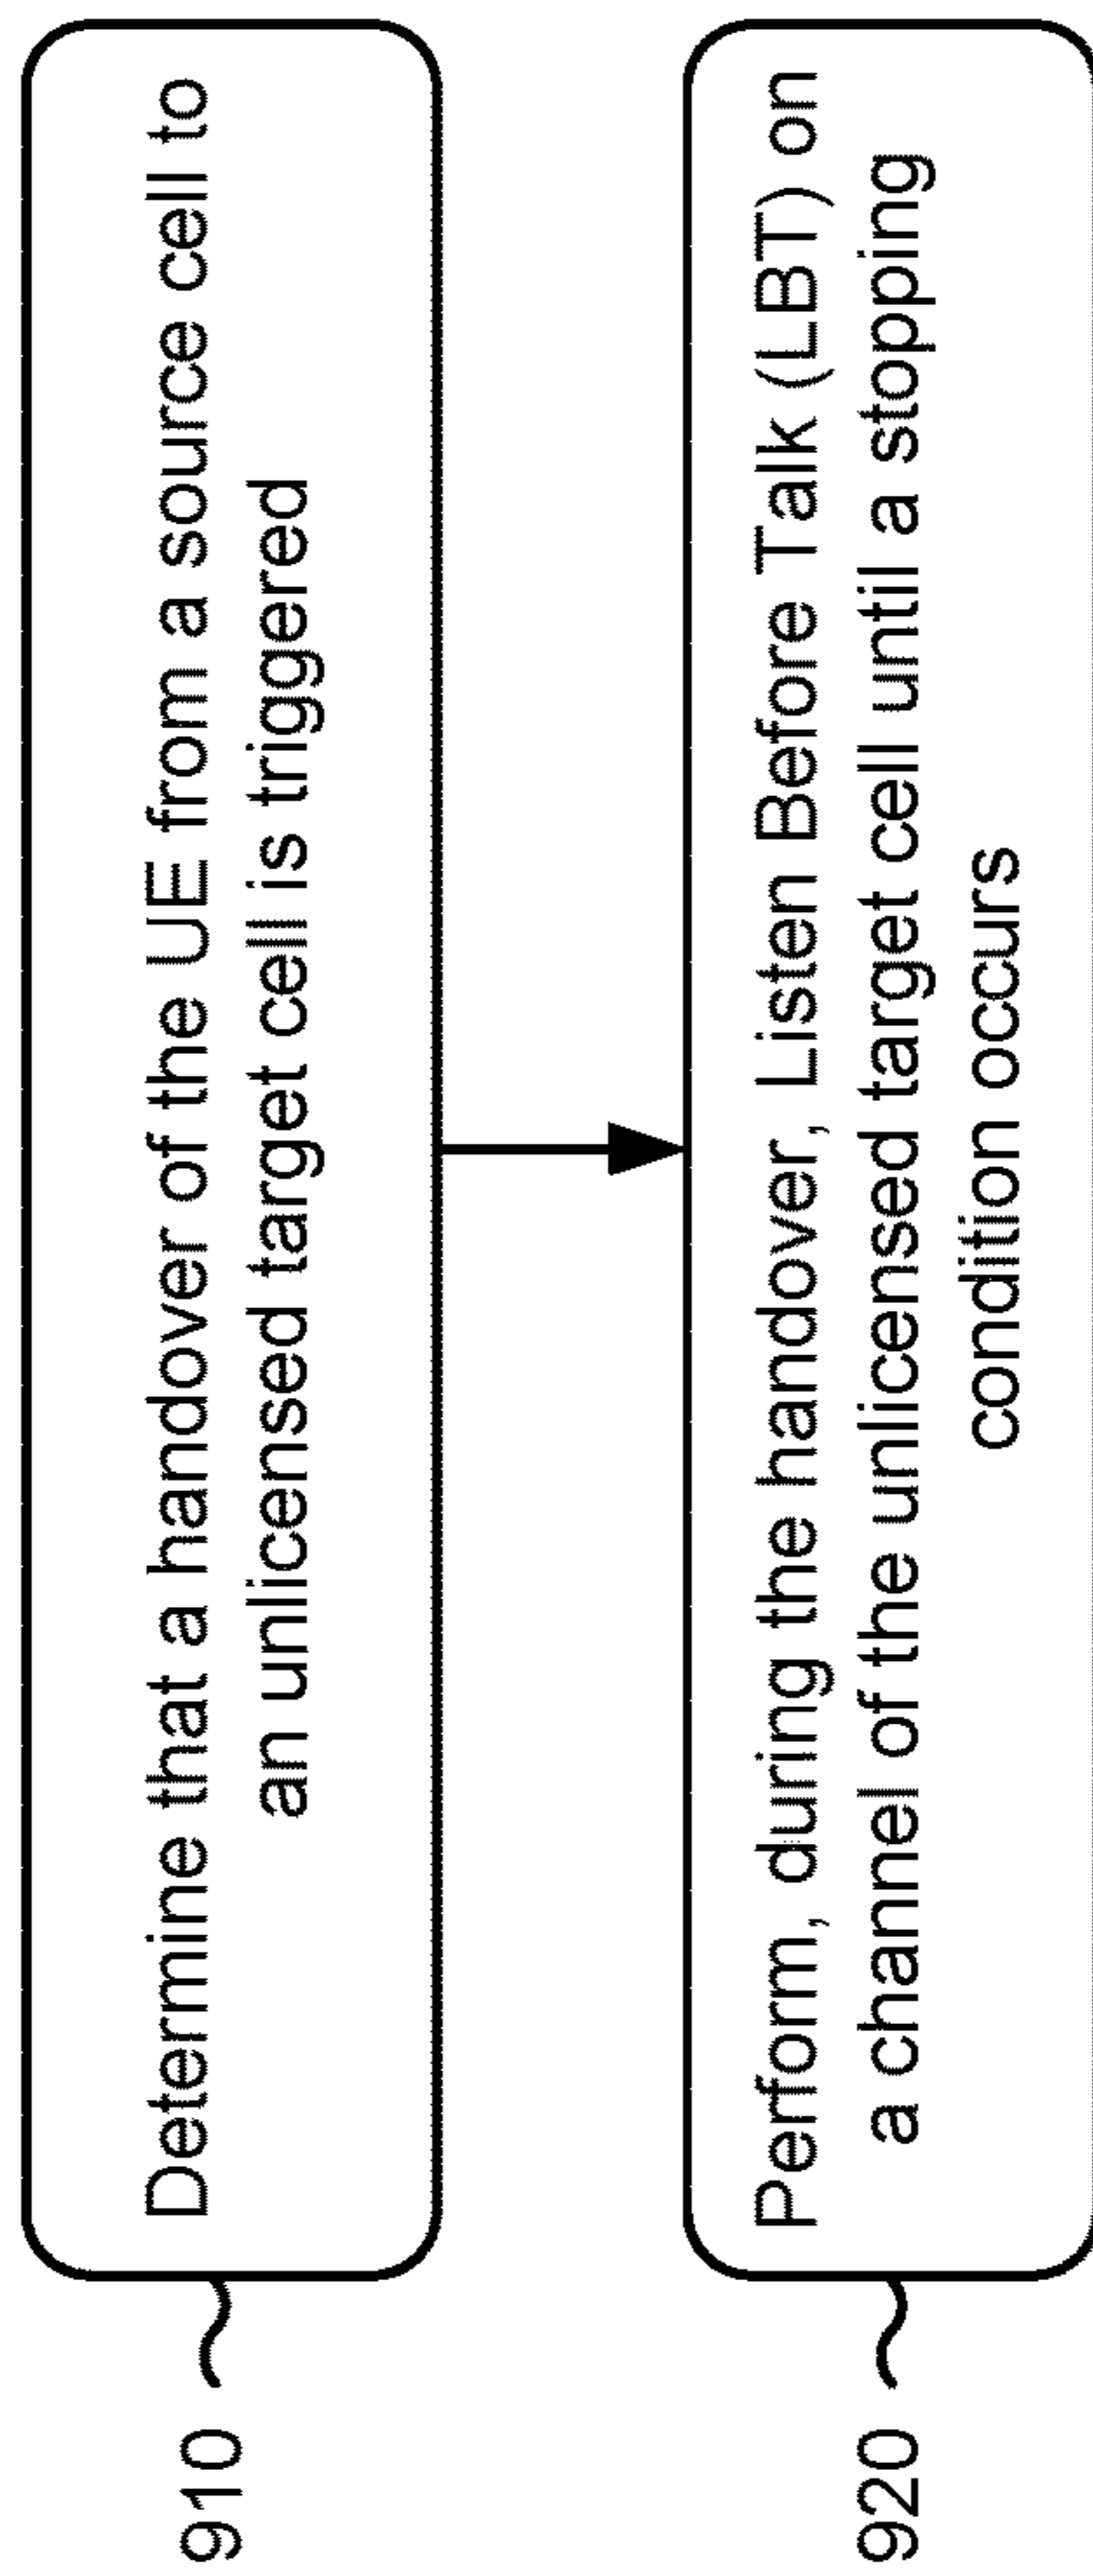 910
Determine that a handover of the UE from a source cell to
an unlicensed target cell is triggered
920
Perform, during the handover, Listen Before Talk (LBT) on
a channel of the unlicensed target cell until a stopping
condition occurs